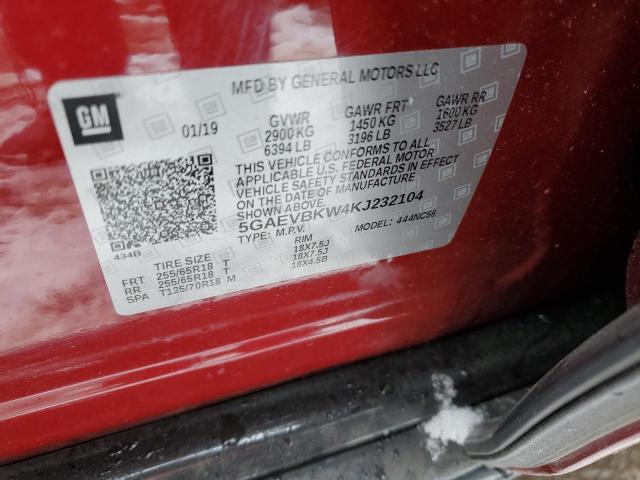 MFD BY GENERAL MOTORS LLC
GM
01/19
GVWR GAWR FRT GAWR RR
2900 KG 1450 KG 1600 KG
6394 LB 3196 LB 3527 LB
THIS VEHICLE CONFORMS TO ALL
APPLICABLE U.S. FEDERAL MOTOR
VEHICLE SAFETY STANDARDS IN EFFECT
ON THE DATE OF MANUFACTURE.
5GAEVBKW4KJ232104
TYPE: M.P.V. MODEL: 444NC56
434B
TIRE SIZE RIM
FRT 255/65R18 T 18X7.5J
RR 255/65R18 T 18X7.5J
SPA T135/70R18 M 18X4.5B